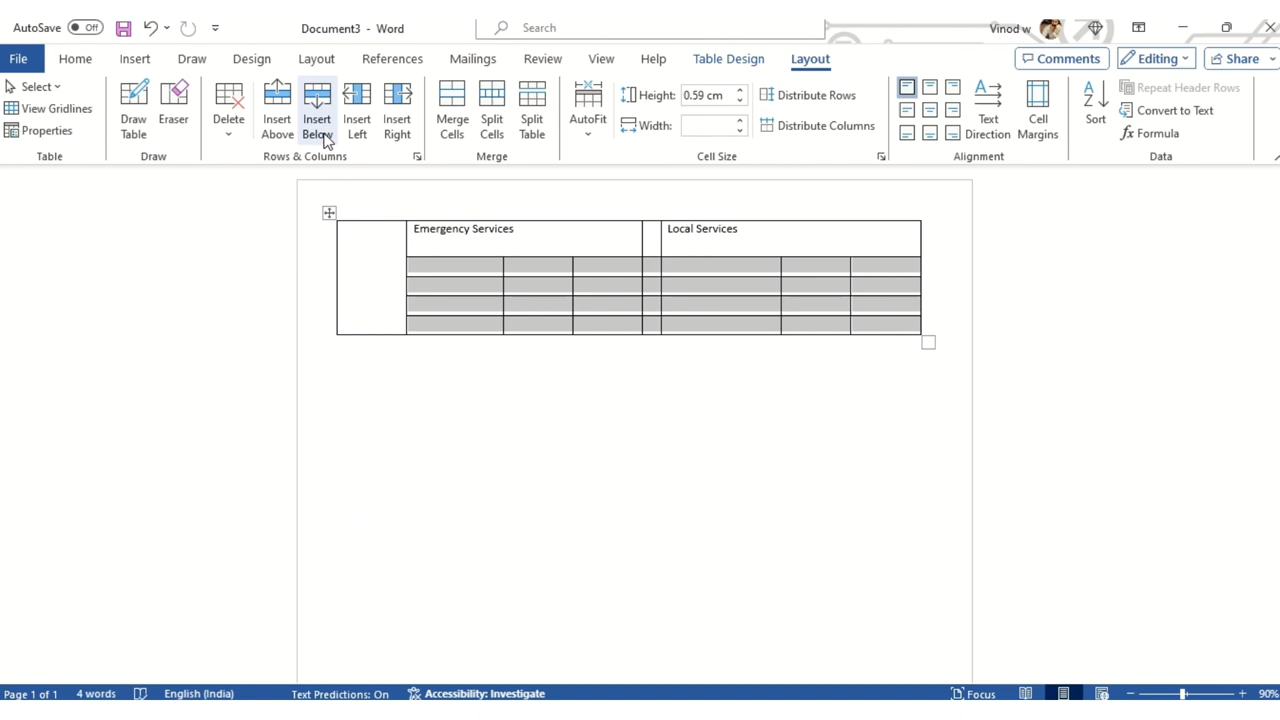 AutoSave Off Document3 - Word Search Vinod w
File Home Insert Draw Design Layout References Mailings Review View Help Table Design Layout Comments Editing Share
Select
View Gridlines
Properties
Table
Draw Table
Eraser
Draw
Delete
Insert Above
Insert Below
Insert Left
Insert Right
Rows & Columns
Merge Cells
Split Cells
Split Table
Merge
AutoFit
Height: 0.59 cm
Width:
Distribute Rows
Distribute Columns
Cell Size
Text Direction
Cell Margins
Alignment
Sort
Repeat Header Rows
Convert to Text
Formula
Data
Emergency Services Local Services
Page 1 of 1 4 words English (India) Text Predictions: On Accessibility: Investigate Focus 90%